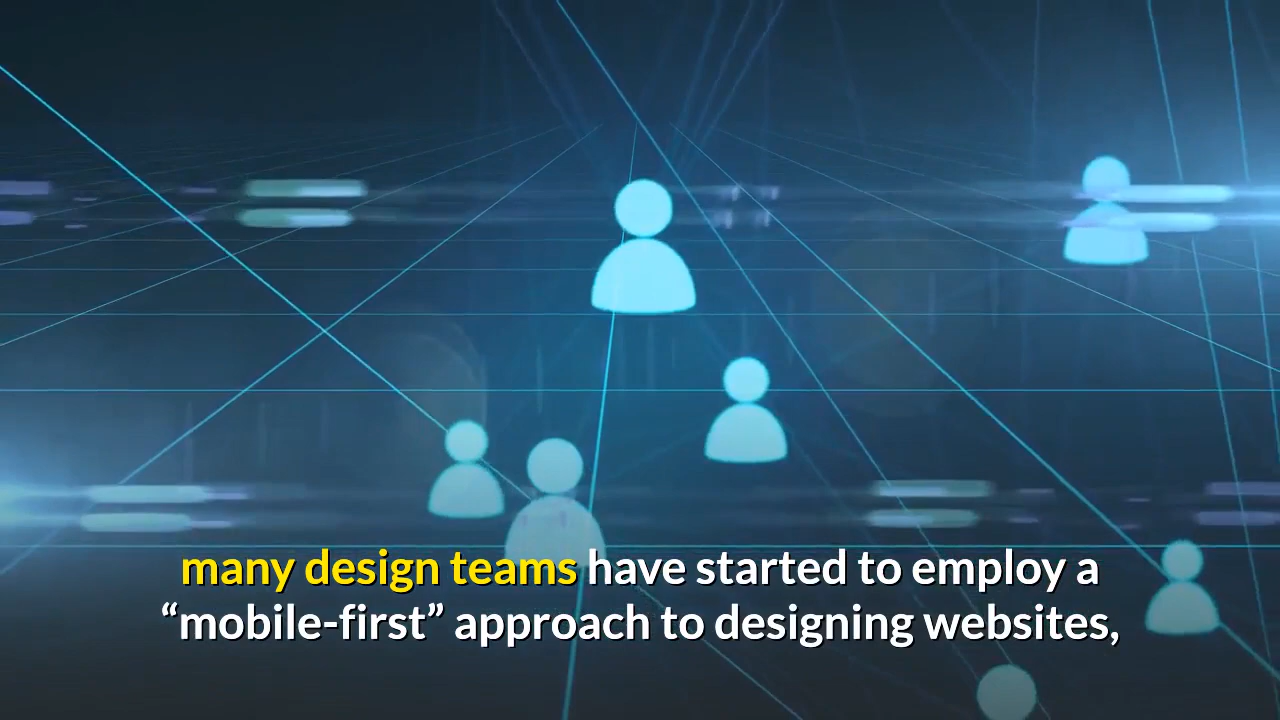 many design teams have started to employ a
“mobile-first” approach to designing websites,